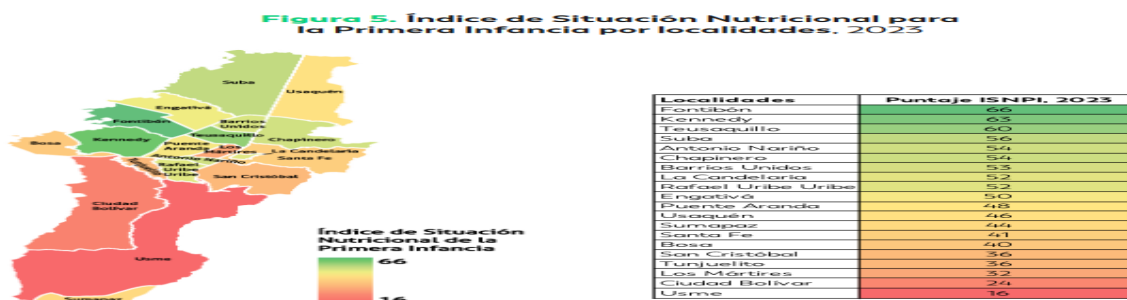 Figura 5. Índice de Situación Nutricional para
la Primera Infancia por localidades, 2023
Suba
Usaquén
Engativá
Fontibón
Barrios
Unidos
Teusaquillo
Chapinero
Kennedy
Bosa
Puente
Aranda
Los
Mártires
La Candelaria
Santa Fe
Antonio Nariño
Rafael
Uribe
Uribe
San Cristóbal
Ciudad
Bolívar
Usme
Sumapaz
Índice de Situación
Nutricional de la
Primera Infancia
66
16
Localidades Puntaje ISNPI, 2023
Fontibón 66
Kennedy 63
Teusaquillo 60
Suba 56
Antonio Nariño 54
Chapinero 54
Barrios Unidos 53
La Candelaria 52
Rafael Uribe Uribe 52
Engativá 50
Puente Aranda 48
Usaquén 46
Sumapaz 44
Santa Fe 41
Bosa 40
San Cristóbal 36
Tunjuelito 36
Los Mártires 32
Ciudad Bolívar 24
Usme 16